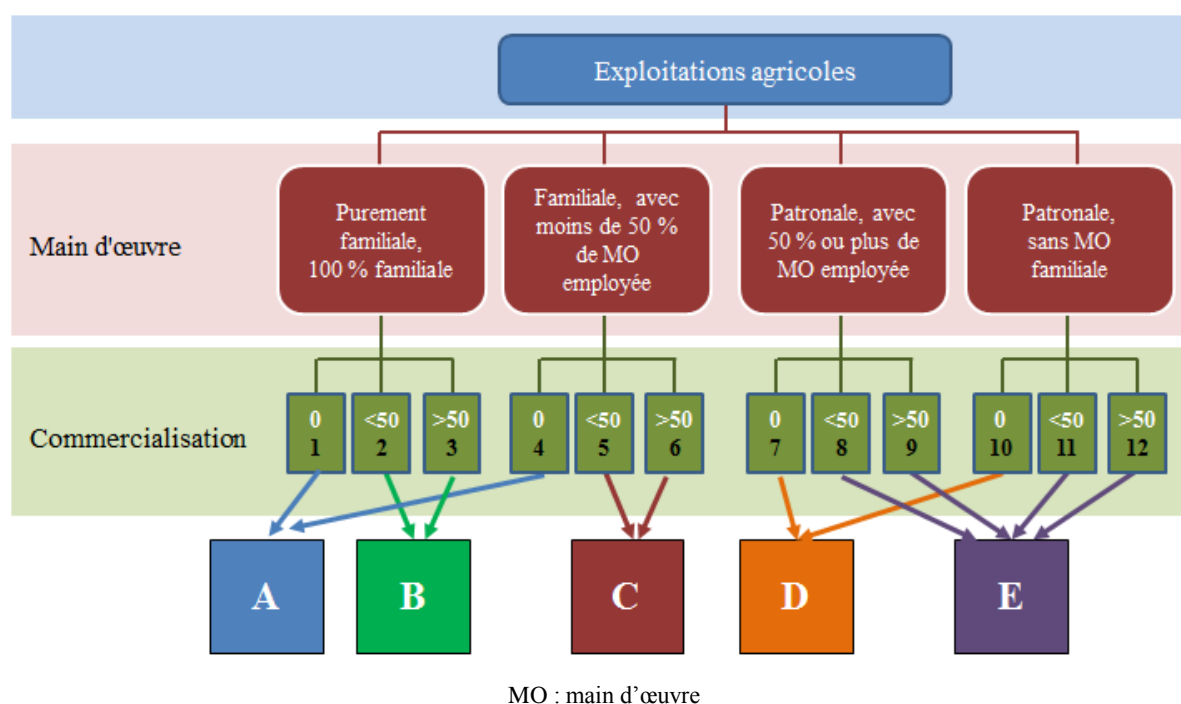 Exploitations agricoles
Main d'œuvre
Purement
familiale,
100 % familiale
Familiale, avec
moins de 50 %
de MO
employée
Patronale, avec
50 % ou plus de
MO employée
Patronale,
sans MO
familiale
Commercialisation
0 <50 >50 0 <50 >50 0 <50 >50 0 <50 >50
1 2 3 4 5 6 7 8 9 10 11 12
A B C D E
MO : main d’œuvre